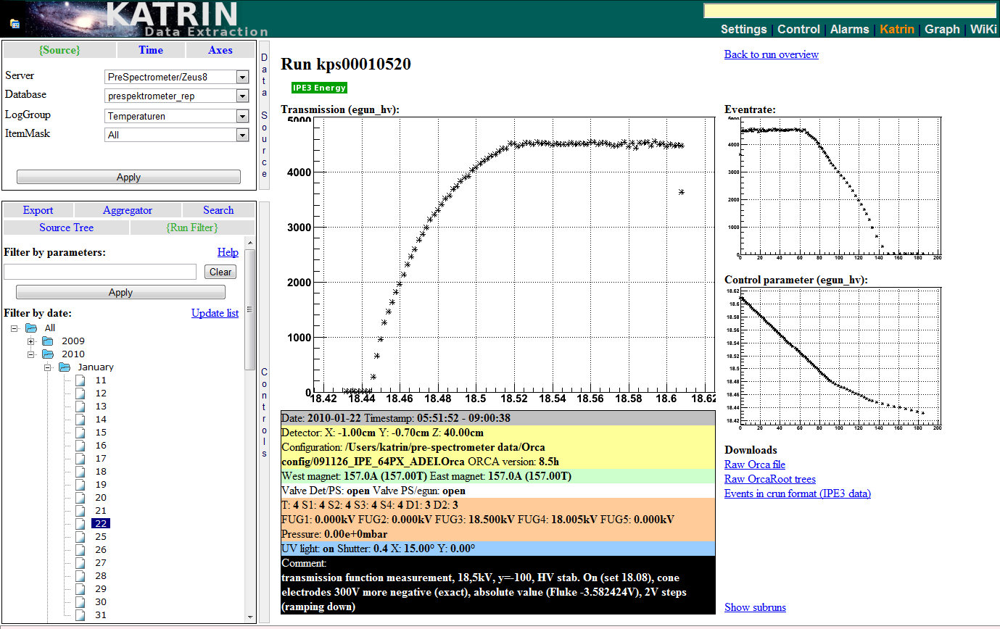 KATRIN
Data Extraction
Settings | Control | Alarms | Katrin | Graph | WiKi
{Source} Time Axes
Server PreSpectrometer/Zeus8
Database prespektrometer_rep
LogGroup Temperaturen
ItemMask All
Apply
Data Source
Export Aggregator Search
Source Tree {Run Filter}
Filter by parameters: Help
Clear
Apply
Filter by date: Update list
All
2009
2010
January
11
12
13
14
15
16
17
18
19
20
21
22
25
26
27
28
29
30
31
Controls
Run kps00010520
IPE3 Energy
Transmission (egun_hv):
5000
4000
3000
2000
1000
0
18.42 18.44 18.46 18.48 18.5 18.52 18.54 18.56 18.58 18.6 18.62
Date: 2010-01-22 Timestamp: 05:51:52 - 09:00:38
Detector: X: -1.00cm Y: -0.70cm Z: 40.00cm
Configuration: /Users/katrin/pre-spectrometer data/Orca
config/091126_IPE_64PX_ADEI.Orca ORCA version: 8.5h
West magnet: 157.0A (157.00T) East magnet: 157.0A (157.00T)
Valve Det/PS: open Valve PS/egun: open
T: 4 S1: 4 S2: 4 S3: 4 S4: 4 D1: 3 D2: 3
FUG1: 0.000kV FUG2: 0.000kV FUG3: 18.500kV FUG4: 18.005kV FUG5: 0.000kV
Pressure: 0.00e+0mbar
UV light: on Shutter: 0.4 X: 15.00° Y: 0.00°
Comment:
transmission function measurement, 18,5kV, y=-100, HV stab. On (set 18.08), cone
electrodes 300V more negative (exact), absolute value (Fluke -3.582424V), 2V steps
(ramping down)
Back to run overview
Eventrate:
5000
4000
3000
2000
1000
0
0 20 40 60 80 100 120 140 160 180 200
Control parameter (egun_hv):
18.62
18.6
18.58
18.56
18.54
18.52
18.5
18.48
18.46
18.44
18.42
0 20 40 60 80 100 120 140 160 180 200
Downloads
Raw Orca file
Raw OrcaRoot trees
Events in crun format (IPE3 data)
Show subruns